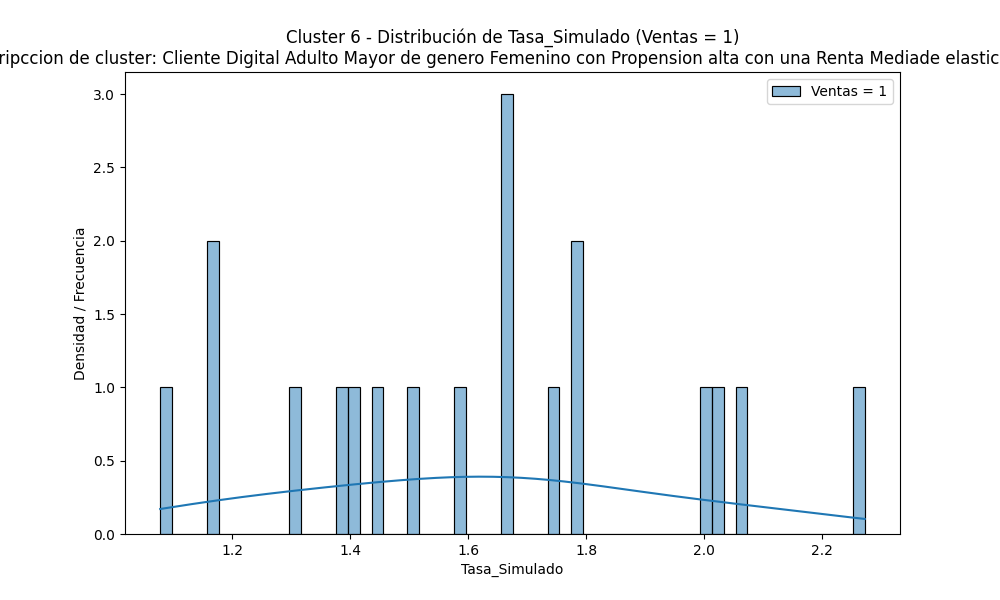 Cluster 6 - Distribución de Tasa_Simulado (Ventas = 1)
ripccion de cluster: Cliente Digital Adulto Mayor de genero Femenino con Propension alta con una Renta Mediade elastic
Ventas = 1
Densidad / Frecuencia
3.0
2.5
2.0
1.5
1.0
0.5
0.0
1.2 1.4 1.6 1.8 2.0 2.2
Tasa_Simulado